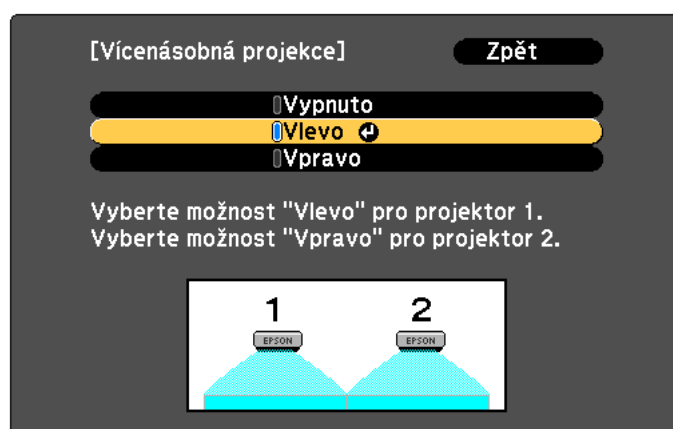 [Vícenásobná projekce] Zpět
Vypnuto
Vlevo
Vpravo
Vyberte možnost "Vlevo" pro projektor 1.
Vyberte možnost "Vpravo" pro projektor 2.
1 2
EPSON EPSON